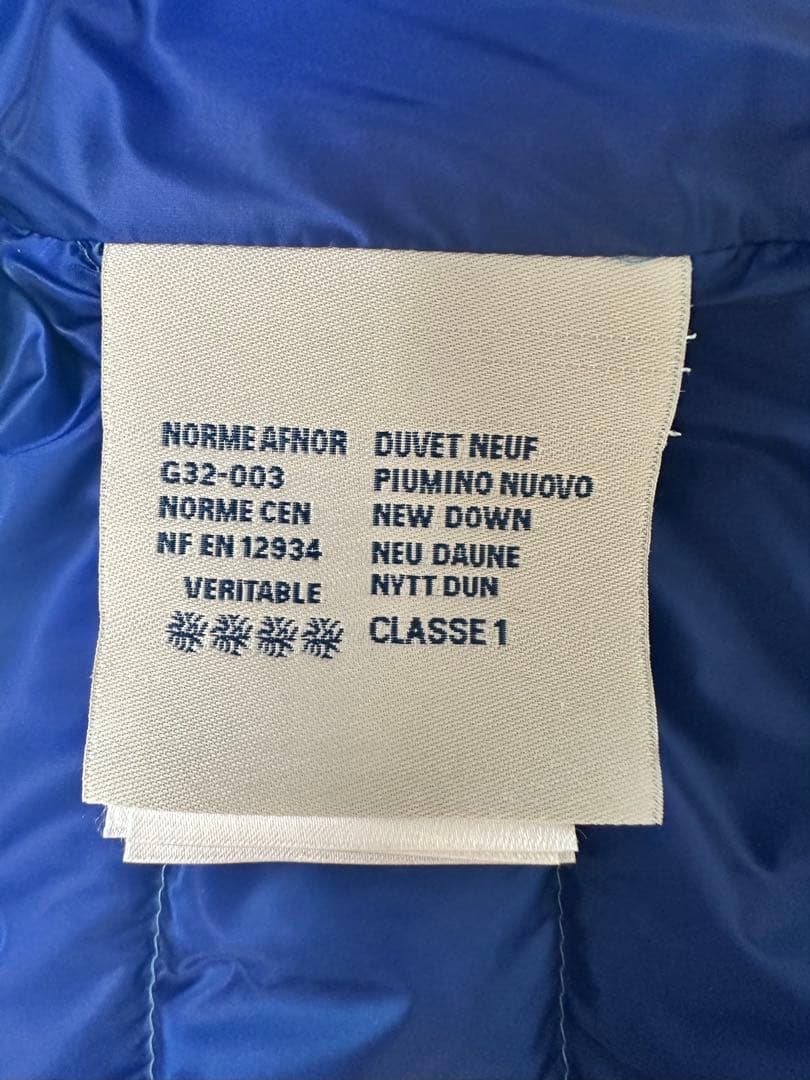 NORME AFNOR
G32-003
NORME CEN
NF EN 12934
VERITABLE
DUVET NEUF
PIUMINO NUOVO
NEW DOWN
NEU DAUNE
NYTT DUN
CLASSE 1